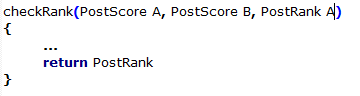 checkRank(PostScore A, PostScore B, PostRank A)
{
...
return PostRank
}